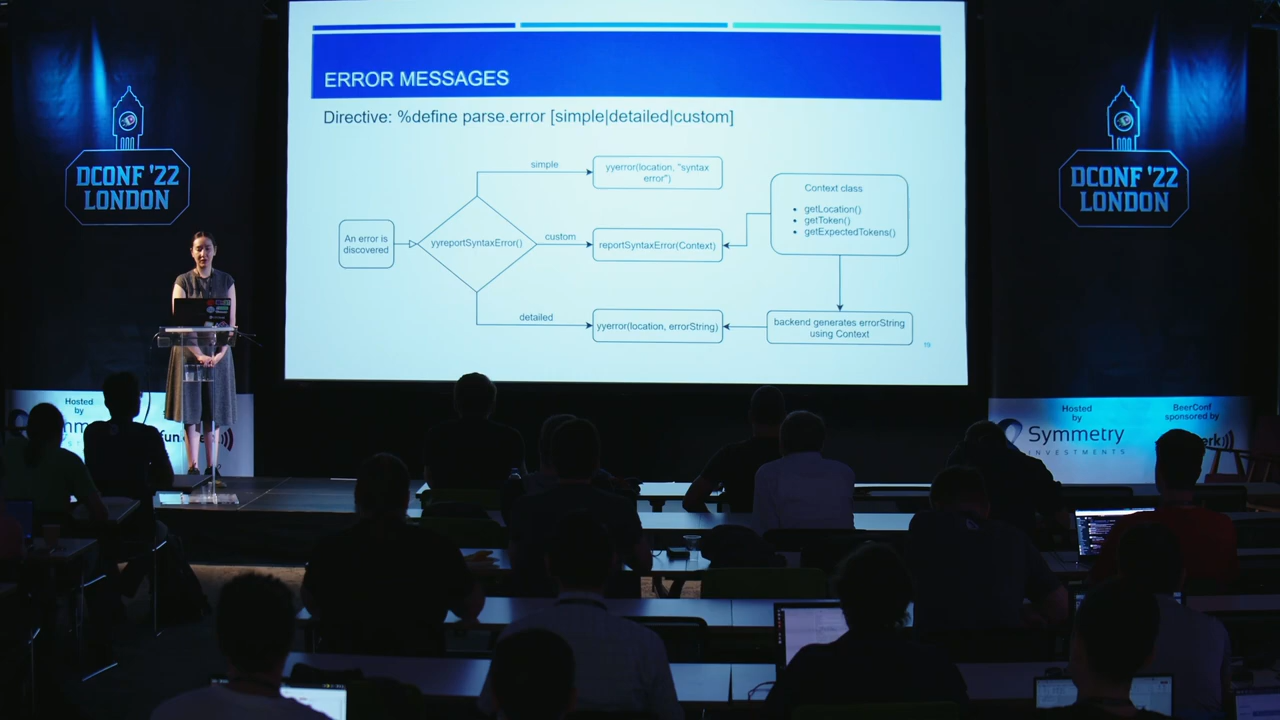 ERROR MESSAGES
Directive: %define parse.error [simple|detailed|custom]
simple
yyerror(location, "syntax
error")
Context class
• getLocation()
• getToken()
• getExpectedTokens()
An error is
discovered
yyreportSyntaxError()
custom
reportSyntaxError(Context)
detailed
yyerror(location, errorString)
backend generates errorString
using Context
19
DCONF '22
LONDON
DCONF '22
LONDON
Hosted
by
Hosted
by
Symmetry
INVESTMENTS
BeerConf
sponsored by